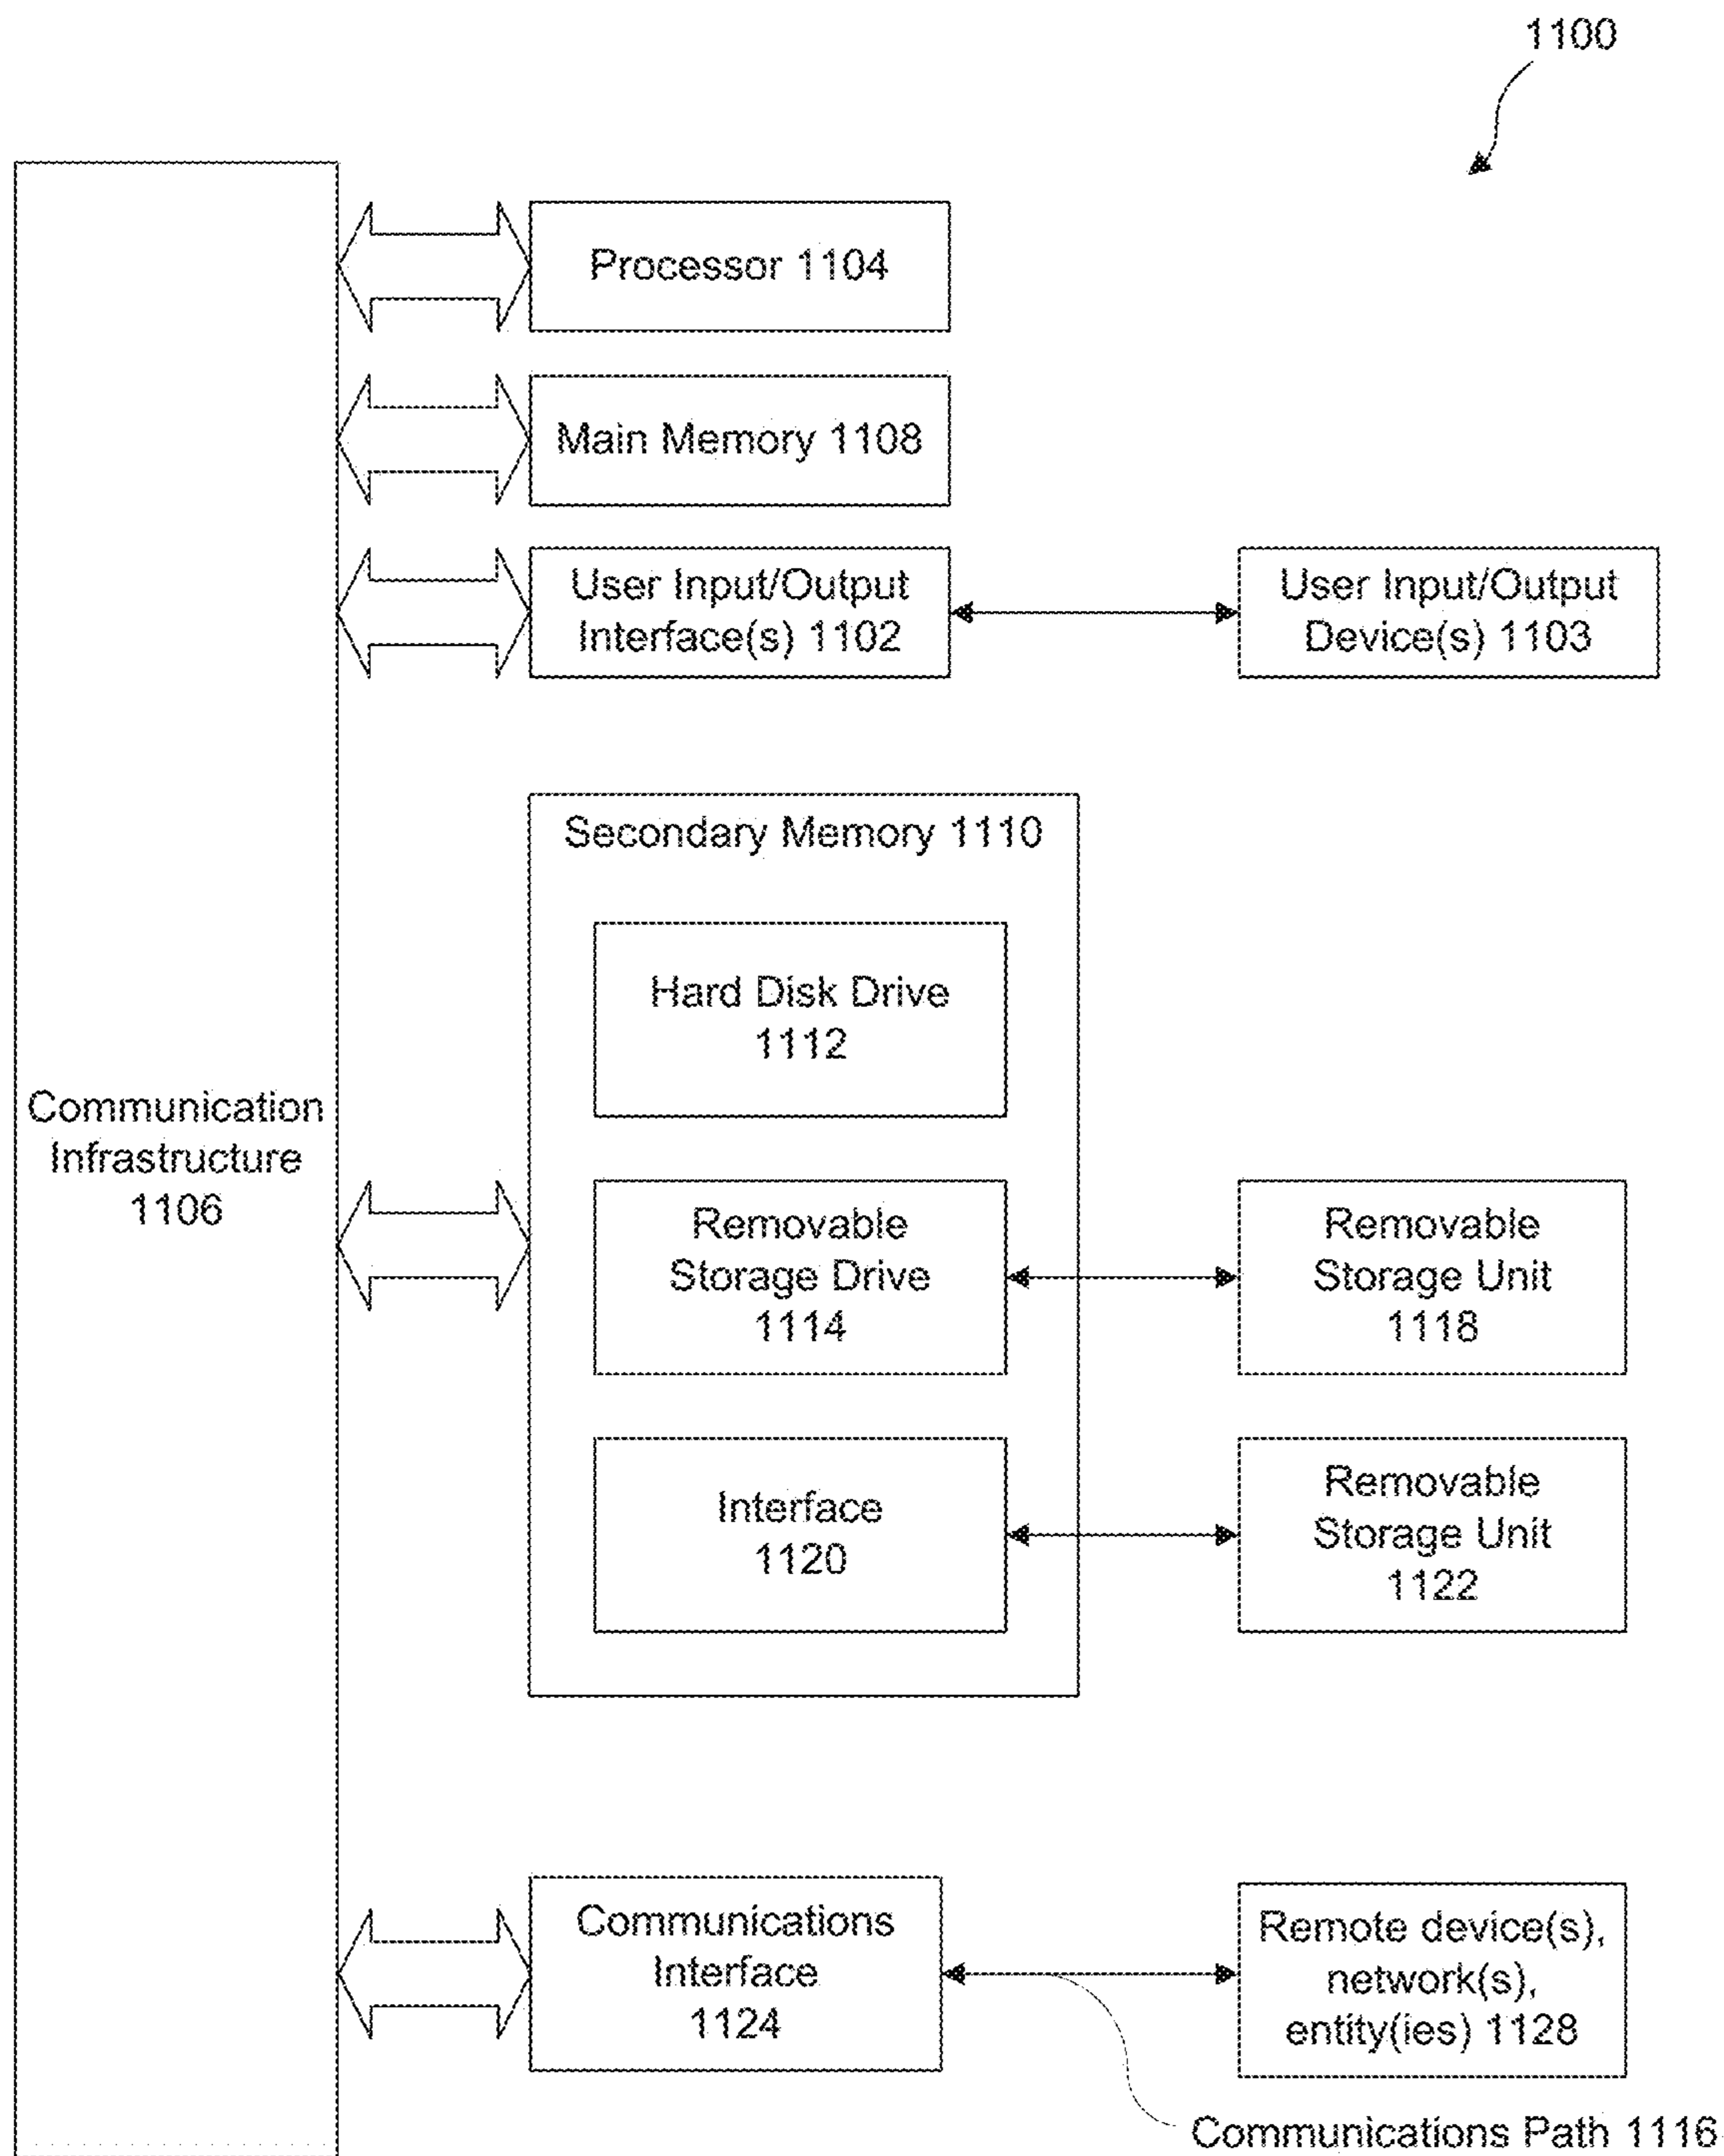 1100
Processor 1104
Main Memory 1108
User Input/Output
Interface(s) 1102
User Input/Output
Device(s) 1103
Secondary Memory 1110
Hard Disk Drive
1112
Communication
Infrastructure
1106
Removable
Storage Drive
1114
Removable
Storage Unit
1118
Interface
1120
Removable
Storage Unit
1122
Communications
Interface
1124
Remote device(s),
network(s),
entity(ies) 1128
Communications Path 1116